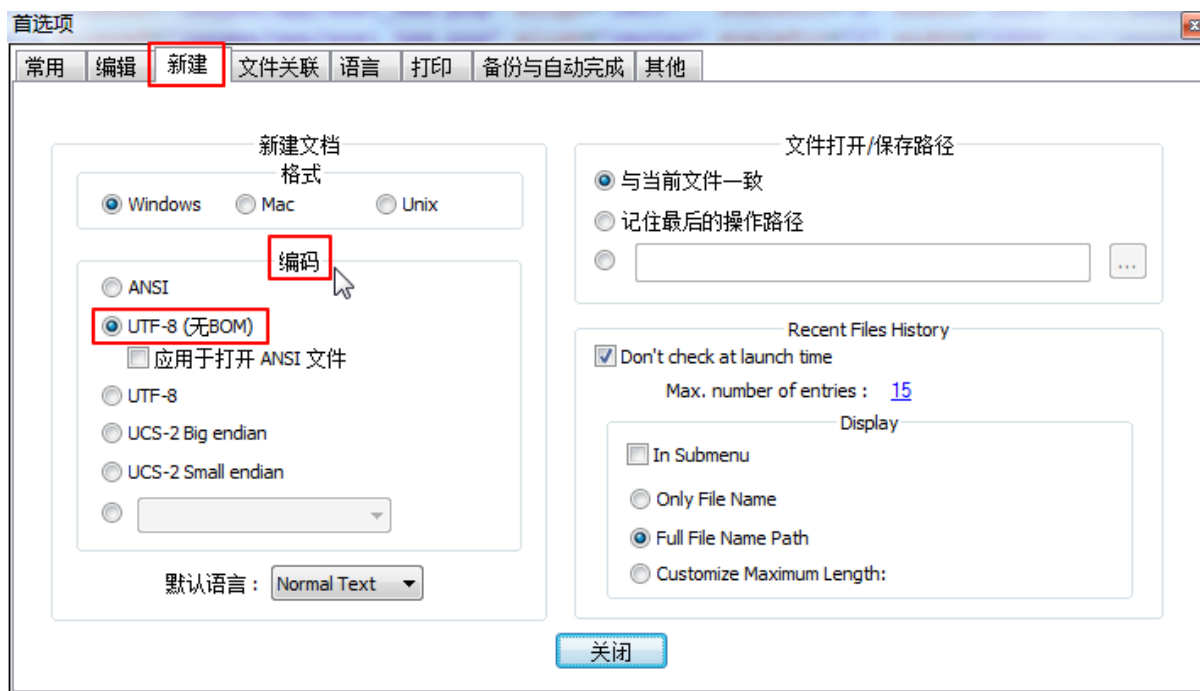 首选项
常用 编辑 新建 文件关联 语言 打印 备份与自动完成 其他
新建文档
格式
Windows Mac Unix
编码
ANSI
UTF-8 (无BOM)
应用于打开 ANSI 文件
UTF-8
UCS-2 Big endian
UCS-2 Small endian
默认语言： Normal Text
文件打开/保存路径
与当前文件一致
记住最后的操作路径
...
Recent Files History
Don't check at launch time
Max. number of entries : 15
Display
In Submenu
Only File Name
Full File Name Path
Customize Maximum Length:
关闭